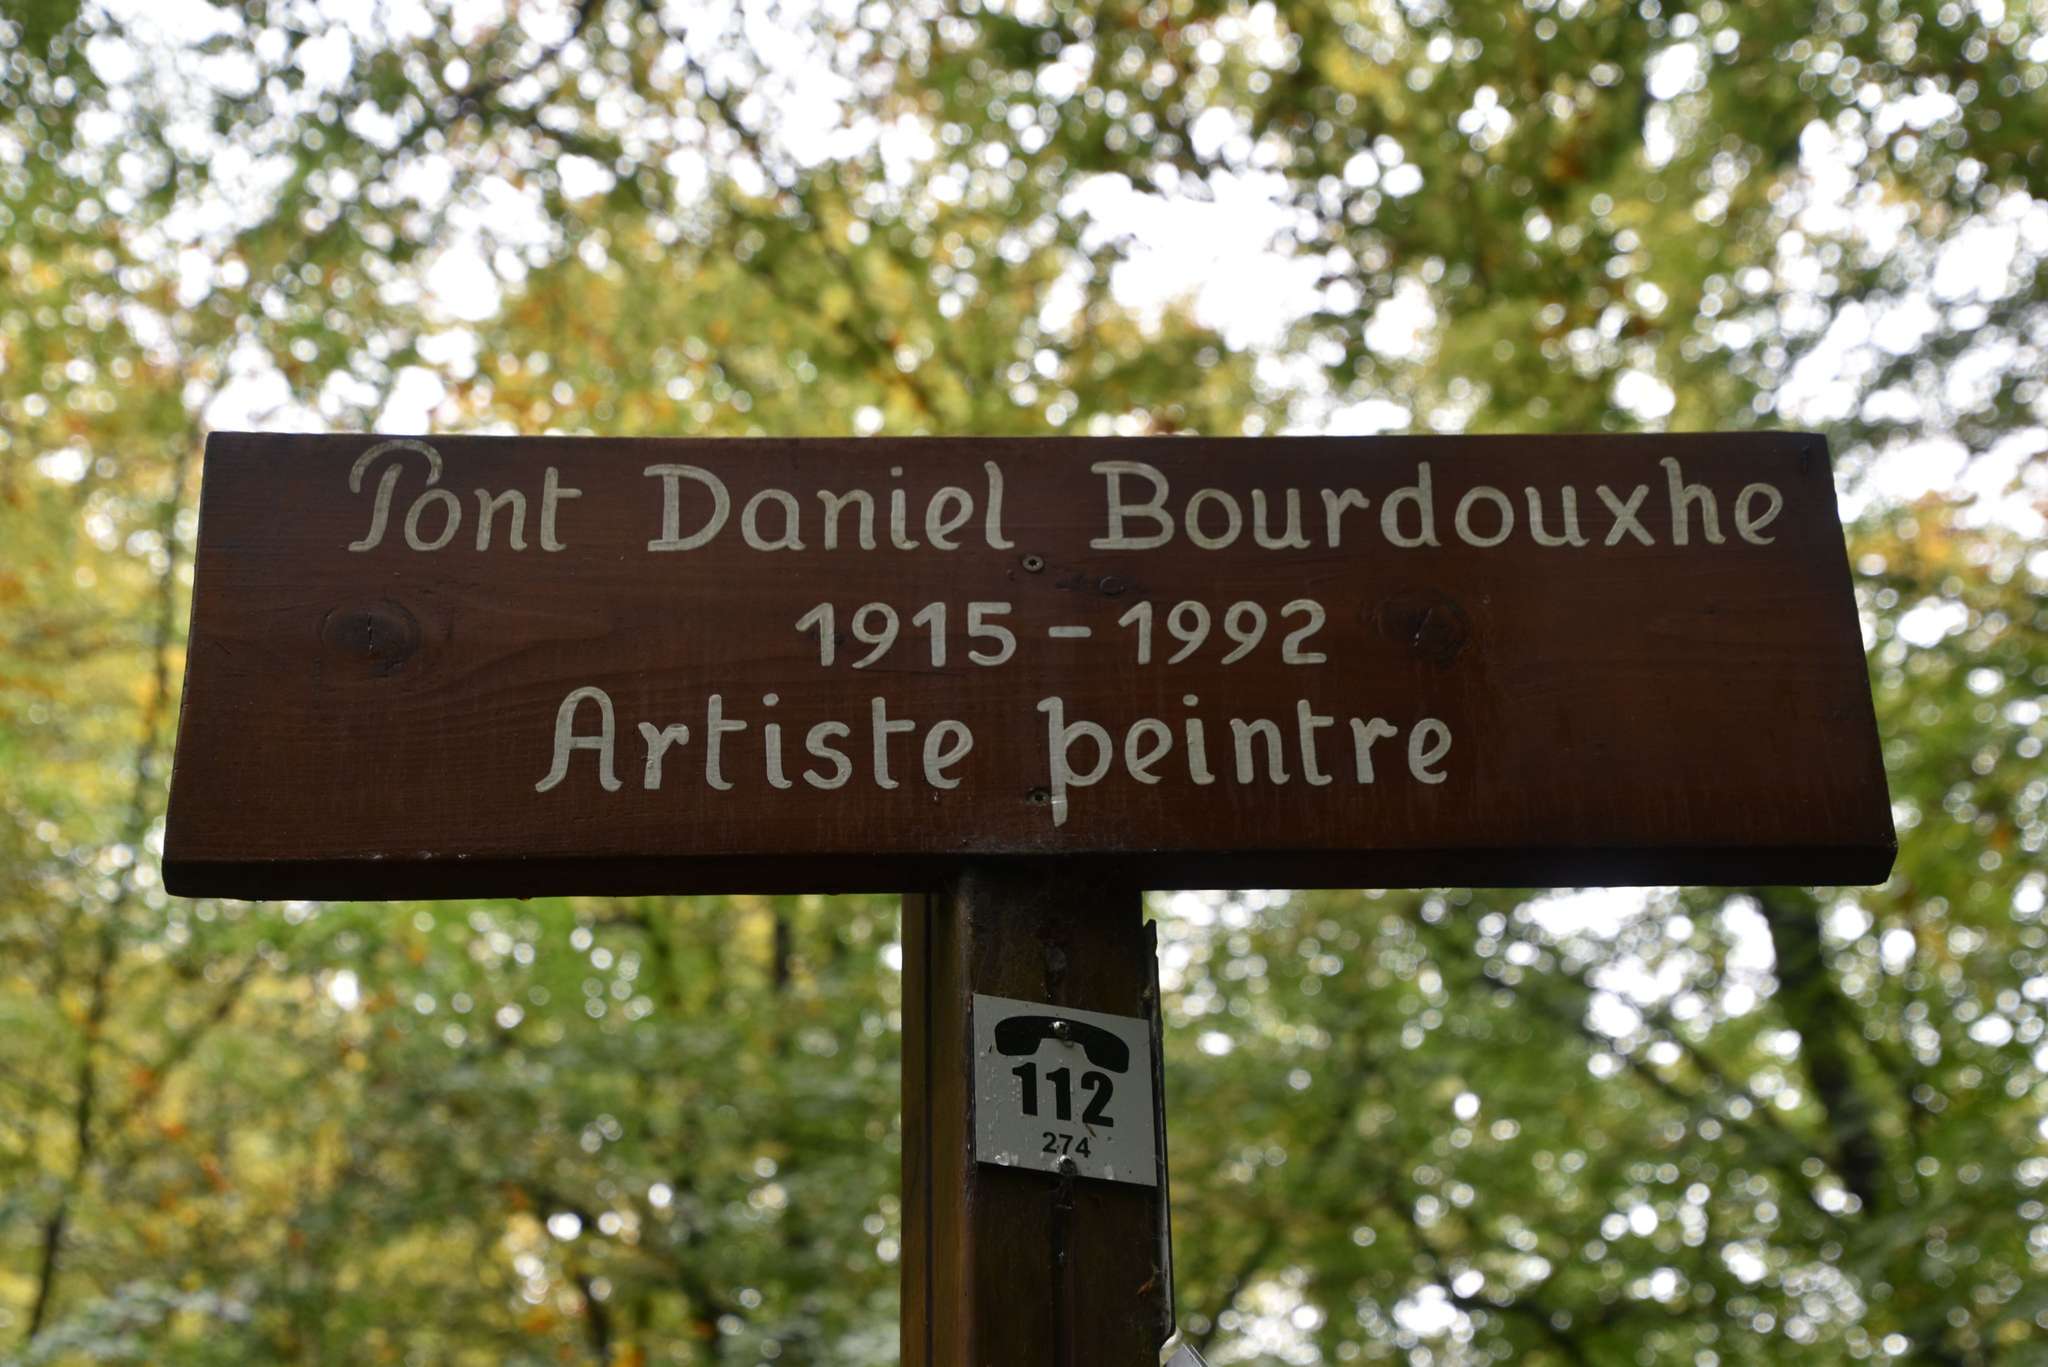 Pont Daniel Bourdouxhe
1915 - 1992
Artiste peintre
112
274